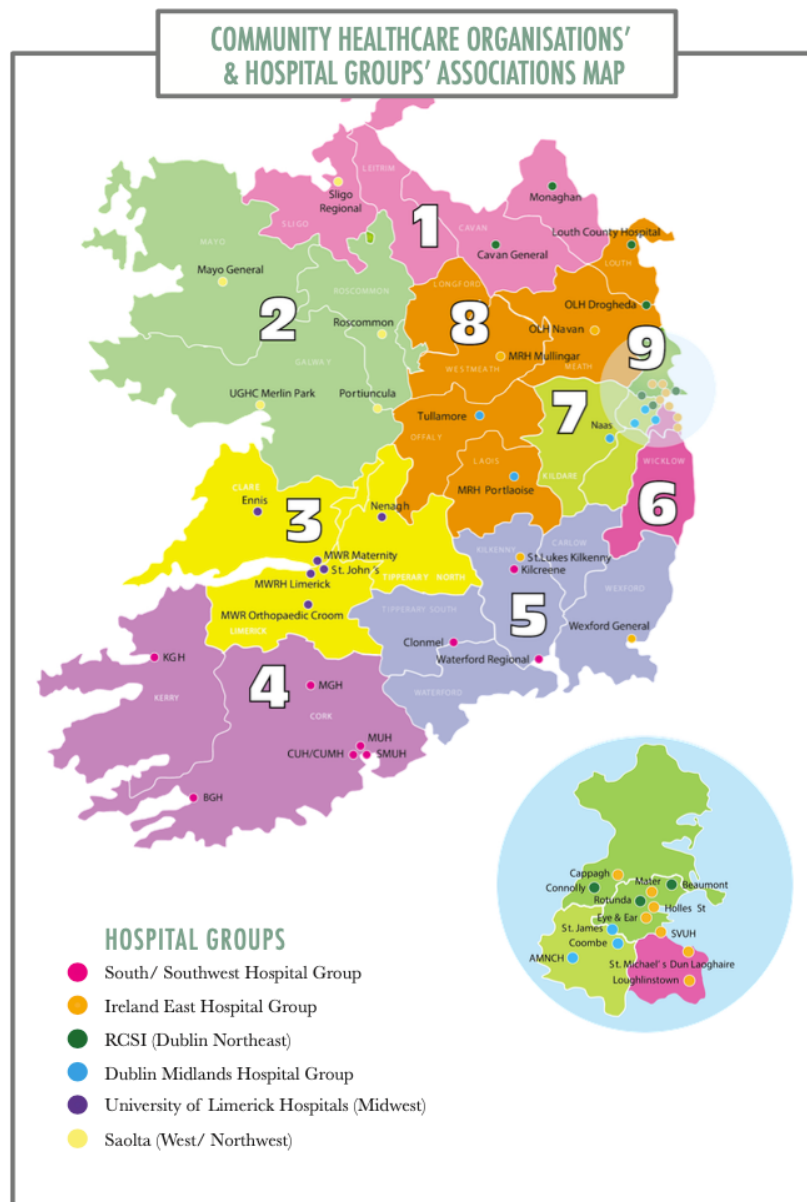 COMMUNITY HEALTHCARE ORGANISATIONS'
& HOSPITAL GROUPS' ASSOCIATIONS MAP
LEITRIM
Sligo
Regional
SLIGO
Monaghan
1
CAVAN
Cavan General
Louth County Hospital
LOUTH
MAYO
Mayo General
ROSCOMMON
LONGFORD
OLH Drogheda
2
Roscommon
8
OLH Navan
9
GALWAY
MRH Mullingar
WESTMEATH
MEATH
UGHC Merlin Park
Portiuncula
7
Tullamore
Naas
OFFALY
LAOIS
WICKLOW
KILDARE
CLARE
Ennis
Nenagh
MRH Portlaoise
6
3
MWR Maternity
St. John 's
MWRH Limerick
TIPPERARY NORTH
KILKENNY
CARLOW
St.Lukes Kilkenny
Kilcreene
WEXFORD
MWR Orthopaedic Croom
LIMERICK
TIPPERARY SOUTH
5
Wexford General
Clonmel
Waterford Regional
KGH
4
MGH
KERRY
CORK
WATERFORD
MUH
CUH/CUMH
SMUH
BGH
Cappagh
Mater
Connolly
Beaumont
Rotunda
Holles St
Eye & Ear
St. James
SVUH
Coombe
AMNCH
St. Michael' s Dun Laoghaire
Loughlinstown
HOSPITAL GROUPS
South/ Southwest Hospital Group
Ireland East Hospital Group
RCSI (Dublin Northeast)
Dublin Midlands Hospital Group
University of Limerick Hospitals (Midwest)
Saolta (West/ Northwest)